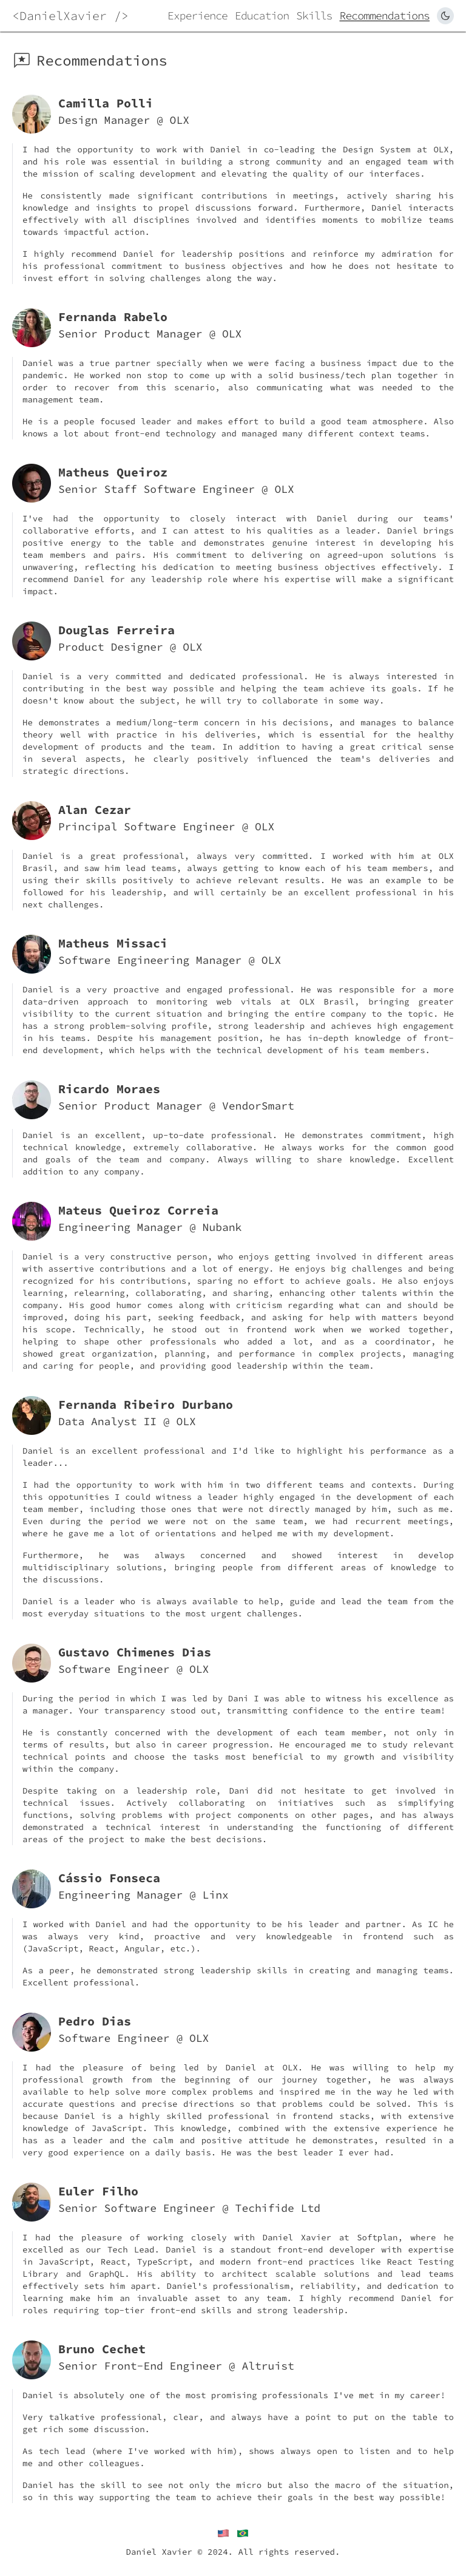 <DanielXavier />
Experience Education Skills Recommendations
Recommendations
Camilla Polli
Design Manager @ OLX
I had the opportunity to work with Daniel in co-leading the Design System at OLX,
and his role was essential in building a strong community and an engaged team with
the mission of scaling development and elevating the quality of our interfaces.
He consistently made significant contributions in meetings, actively sharing his
knowledge and insights to propel discussions forward. Furthermore, Daniel interacts
effectively with all disciplines involved and identifies moments to mobilize teams
towards impactful action.
I highly recommend Daniel for leadership positions and reinforce my admiration for
his professional commitment to business objectives and how he does not hesitate to
invest effort in solving challenges along the way.
Fernanda Rabelo
Senior Product Manager @ OLX
Daniel was a true partner specially when we were facing a business impact due to the
pandemic. He worked non stop to come up with a solid business/tech plan together in
order to recover from this scenario, also communicating what was needed to the
management team.
He is a people focused leader and makes effort to build a good team atmosphere. Also
knows a lot about front-end technology and managed many different context teams.
Matheus Queiroz
Senior Staff Software Engineer @ OLX
I've had the opportunity to closely interact with Daniel during our teams'
collaborative efforts, and I can attest to his qualities as a leader. Daniel brings
positive energy to the table and demonstrates genuine interest in developing his
team members and pairs. His commitment to delivering on agreed-upon solutions is
unwavering, reflecting his dedication to meeting business objectives effectively. I
recommend Daniel for any leadership role where his expertise will make a significant
impact.
Douglas Ferreira
Product Designer @ OLX
Daniel is a very committed and dedicated professional. He is always interested in
contributing in the best way possible and helping the team achieve its goals. If he
doesn't know about the subject, he will try to collaborate in some way.
He demonstrates a medium/long-term concern in his decisions, and manages to balance
theory well with practice in his deliveries, which is essential for the healthy
development of products and the team. In addition to having a great critical sense
in several aspects, he clearly positively influenced the team's deliveries and
strategic directions.
Alan Cezar
Principal Software Engineer @ OLX
Daniel is a great professional, always very committed. I worked with him at OLX
Brasil, and saw him lead teams, always getting to know each of his team members, and
using their skills positively to achieve relevant results. He was an example to be
followed for his leadership, and will certainly be an excellent professional in his
next challenges.
Matheus Missaci
Software Engineering Manager @ OLX
Daniel is a very proactive and engaged professional. He was responsible for a more
data-driven approach to monitoring web vitals at OLX Brasil, bringing greater
visibility to the current situation and bringing the entire company to the topic. He
has a strong problem-solving profile, strong leadership and achieves high engagement
in his teams. Despite his management position, he has in-depth knowledge of front-
end development, which helps with the technical development of his team members.
Ricardo Moraes
Senior Product Manager @ VendorSmart
Daniel is an excellent, up-to-date professional. He demonstrates commitment, high
technical knowledge, extremely collaborative. He always works for the common good
and goals of the team and company. Always willing to share knowledge. Excellent
addition to any company.
Mateus Queiroz Correia
Engineering Manager @ Nubank
Daniel is a very constructive person, who enjoys getting involved in different areas
with assertive contributions and a lot of energy. He enjoys big challenges and being
recognized for his contributions, sparing no effort to achieve goals. He also enjoys
learning, relearning, collaborating, and sharing, enhancing other talents within the
company. His good humor comes along with criticism regarding what can and should be
improved, doing his part, seeking feedback, and asking for help with matters beyond
his scope. Technically, he stood out in frontend work when we worked together,
helping to shape other professionals who added a lot, and as a coordinator, he
showed great organization, planning, and performance in complex projects, managing
and caring for people, and providing good leadership within the team.
Fernanda Ribeiro Durbano
Data Analyst II @ OLX
Daniel is an excellent professional and I'd like to highlight his performance as a
leader...
I had the opportunity to work with him in two different teams and contexts. During
this oppotunities I could witness a leader highly engaged in the development of each
team member, including those ones that were not directly managed by him, such as me.
Even during the period we were not on the same team, we had recurrent meetings,
where he gave me a lot of orientations and helped me with my development.
Furthermore, he was always concerned and showed interest in develop
multidisciplinary solutions, bringing people from different areas of knowledge to
the discussions.
Daniel is a leader who is always available to help, guide and lead the team from the
most everyday situations to the most urgent challenges.
Gustavo Chimenes Dias
Software Engineer @ OLX
During the period in which I was led by Dani I was able to witness his excellence as
a manager. Your transparency stood out, transmitting confidence to the entire team!
He is constantly concerned with the development of each team member, not only in
terms of results, but also in career progression. He encouraged me to study relevant
technical points and choose the tasks most beneficial to my growth and visibility
within the company.
Despite taking on a leadership role, Dani did not hesitate to get involved in
technical issues. Actively collaborating on initiatives such as simplifying
functions, solving problems with project components on other pages, and has always
demonstrated a technical interest in understanding the functioning of different
areas of the project to make the best decisions.
Cássio Fonseca
Engineering Manager @ Linx
I worked with Daniel and had the opportunity to be his leader and partner. As IC he
was always very kind, proactive and very knowledgeable in frontend such as
(JavaScript, React, Angular, etc.).
As a peer, he demonstrated strong leadership skills in creating and managing teams.
Excellent professional.
Pedro Dias
Software Engineer @ OLX
I had the pleasure of being led by Daniel at OLX. He was willing to help my
professional growth from the beginning of our journey together, he was always
available to help solve more complex problems and inspired me in the way he led with
accurate questions and precise directions so that problems could be solved. This is
because Daniel is a highly skilled professional in frontend stacks, with extensive
knowledge of JavaScript. This knowledge, combined with the extensive experience he
has as a leader and the calm and positive attitude he demonstrates, resulted in a
very good experience on a daily basis. He was the best leader I ever had.
Euler Filho
Senior Software Engineer @ Techifide Ltd
I had the pleasure of working closely with Daniel Xavier at Softplan, where he
excelled as our Tech Lead. Daniel is a standout front-end developer with expertise
in JavaScript, React, TypeScript, and modern front-end practices like React Testing
Library and GraphQL. His ability to architect scalable solutions and lead teams
effectively sets him apart. Daniel's professionalism, reliability, and dedication to
learning make him an invaluable asset to any team. I highly recommend Daniel for
roles requiring top-tier front-end skills and strong leadership.
Bruno Cechet
Senior Front-End Engineer @ Altruist
Daniel is absolutely one of the most promising professionals I've met in my career!
Very talkative professional, clear, and always have a point to put on the table to
get rich some discussion.
As tech lead (where I've worked with him), shows always open to listen and to help
me and other colleagues.
Daniel has the skill to see not only the micro but also the macro of the situation,
so in this way supporting the team to achieve their goals in the best way possible!
Daniel Xavier © 2024. All rights reserved.